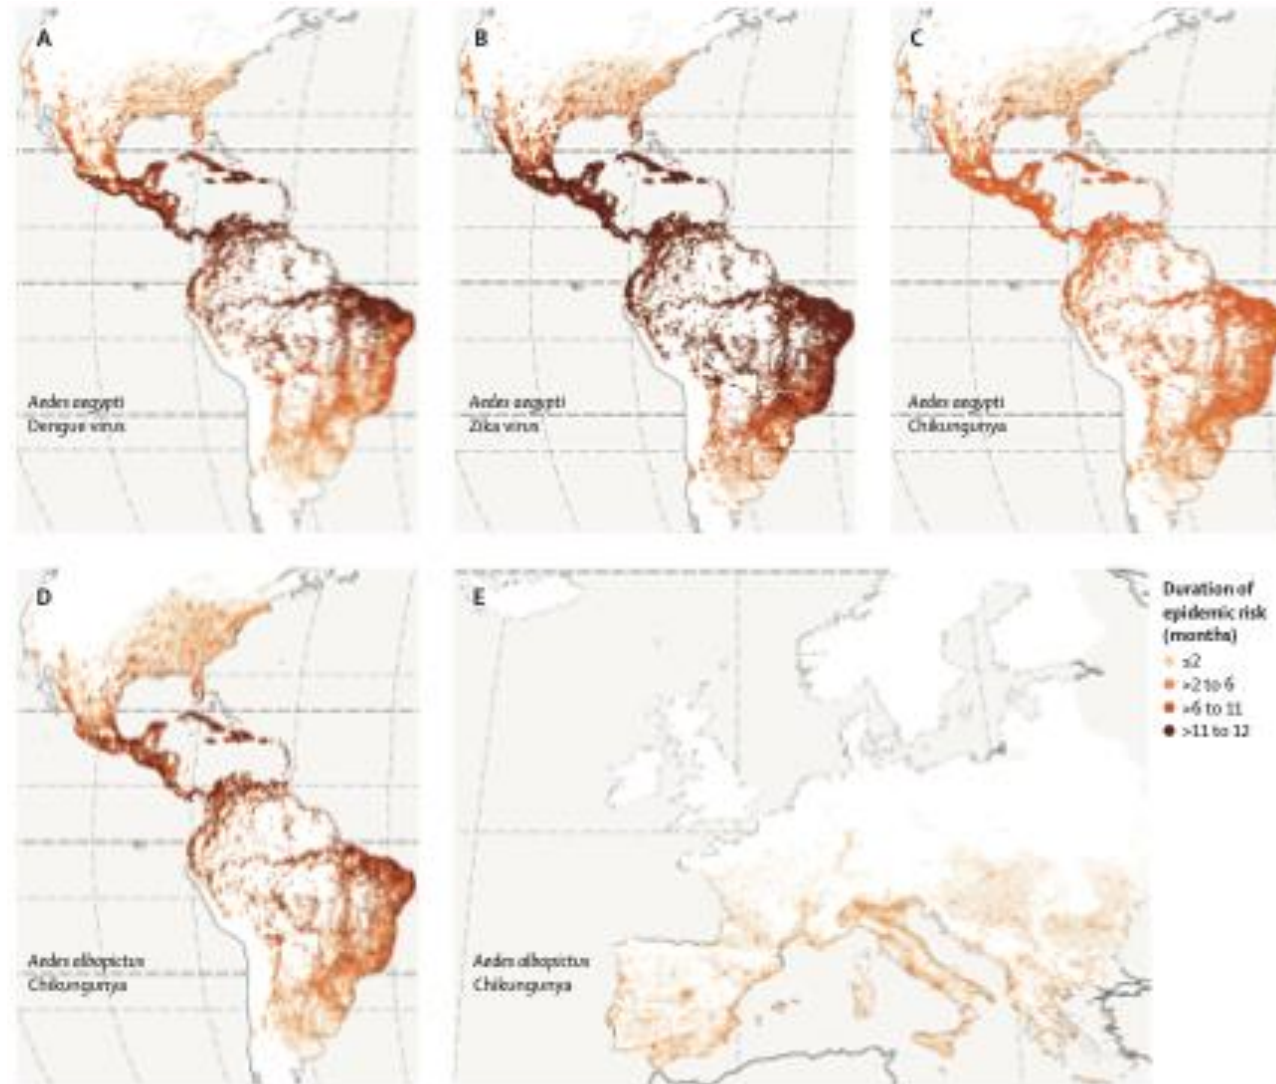 A
B
C
Aedes aegypti
Dengue virus
Aedes aegypti
Zika virus
Aedes aegypti
Chikungunya
D
E
Duration of
epidemic risk
(months)
≤2
>2 to 6
>6 to 11
>11 to 12
Aedes albopictus
Chikungunya
Aedes albopictus
Chikungunya